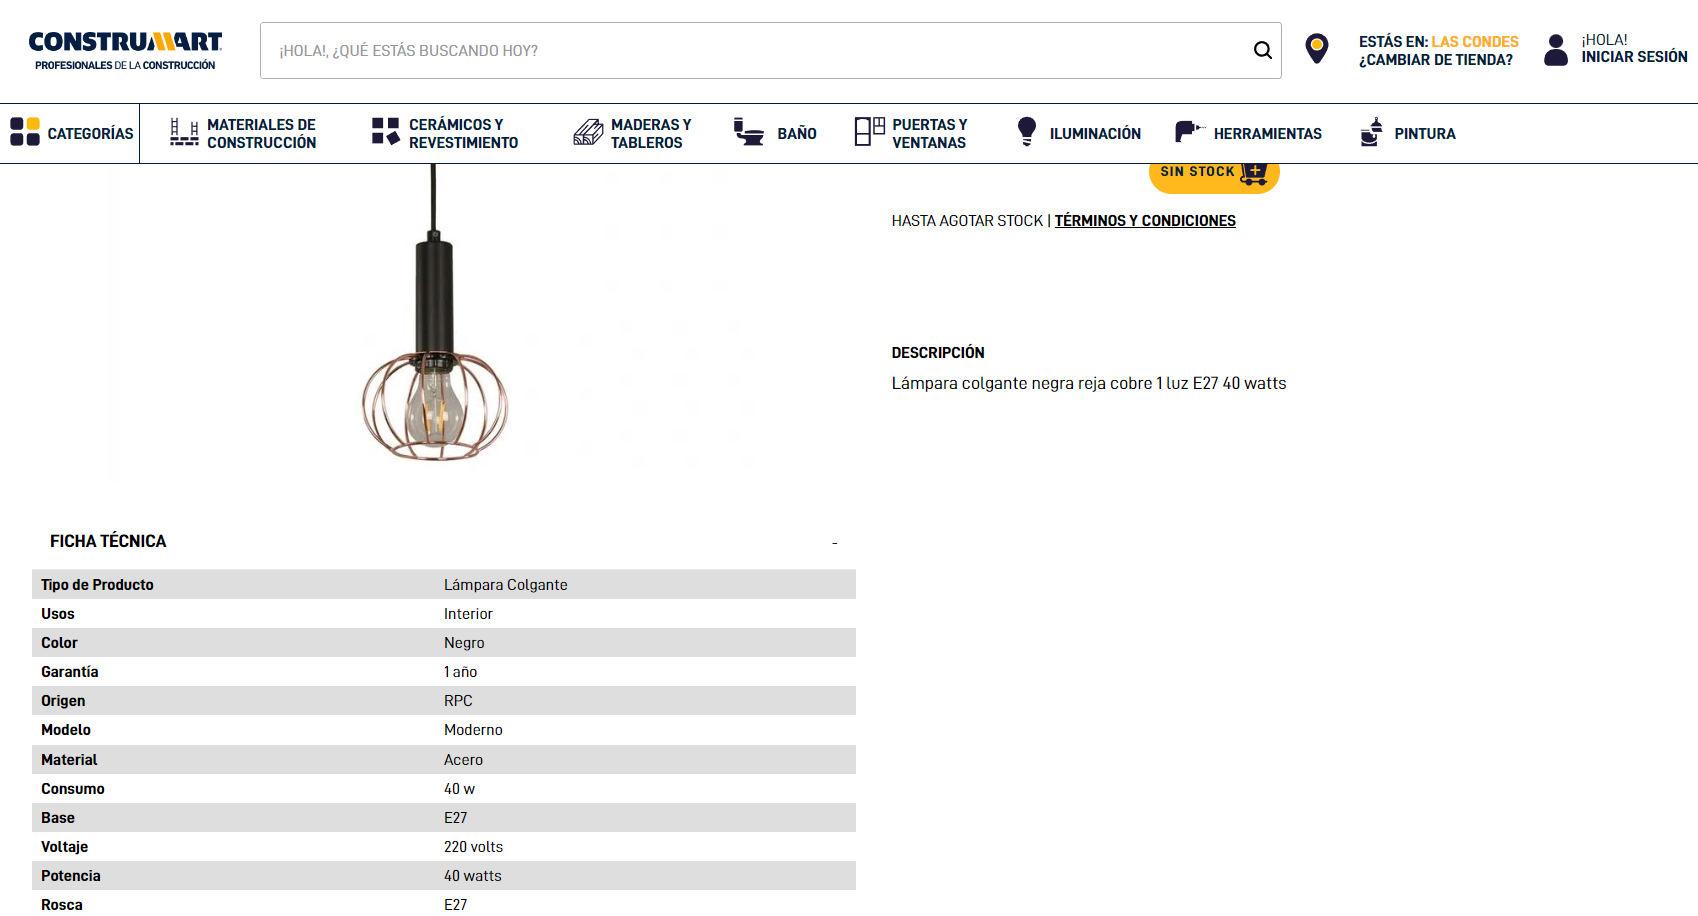 CONSTRUMART
PROFESIONALES DE LA CONSTRUCCIÓN
¡HOLA!, ¿QUÉ ESTÁS BUSCANDO HOY?
ESTÁS EN: LAS CONDES
¿CAMBIAR DE TIENDA?
¡HOLA!
INICIAR SESIÓN
CATEGORÍAS
MATERIALES DE
CONSTRUCCIÓN
CERÁMICOS Y
REVESTIMIENTO
MADERAS Y
TABLEROS
BAÑO
PUERTAS Y
VENTANAS
ILUMINACIÓN
HERRAMIENTAS
PINTURA
SIN STOCK
HASTA AGOTAR STOCK | TÉRMINOS Y CONDICIONES
DESCRIPCIÓN
Lámpara colgante negra reja cobre 1 luz E27 40 watts
FICHA TÉCNICA -
Tipo de Producto Lámpara Colgante
Usos Interior
Color Negro
Garantía 1 año
Origen RPC
Modelo Moderno
Material Acero
Consumo 40 w
Base E27
Voltaje 220 volts
Potencia 40 watts
Rosca E27